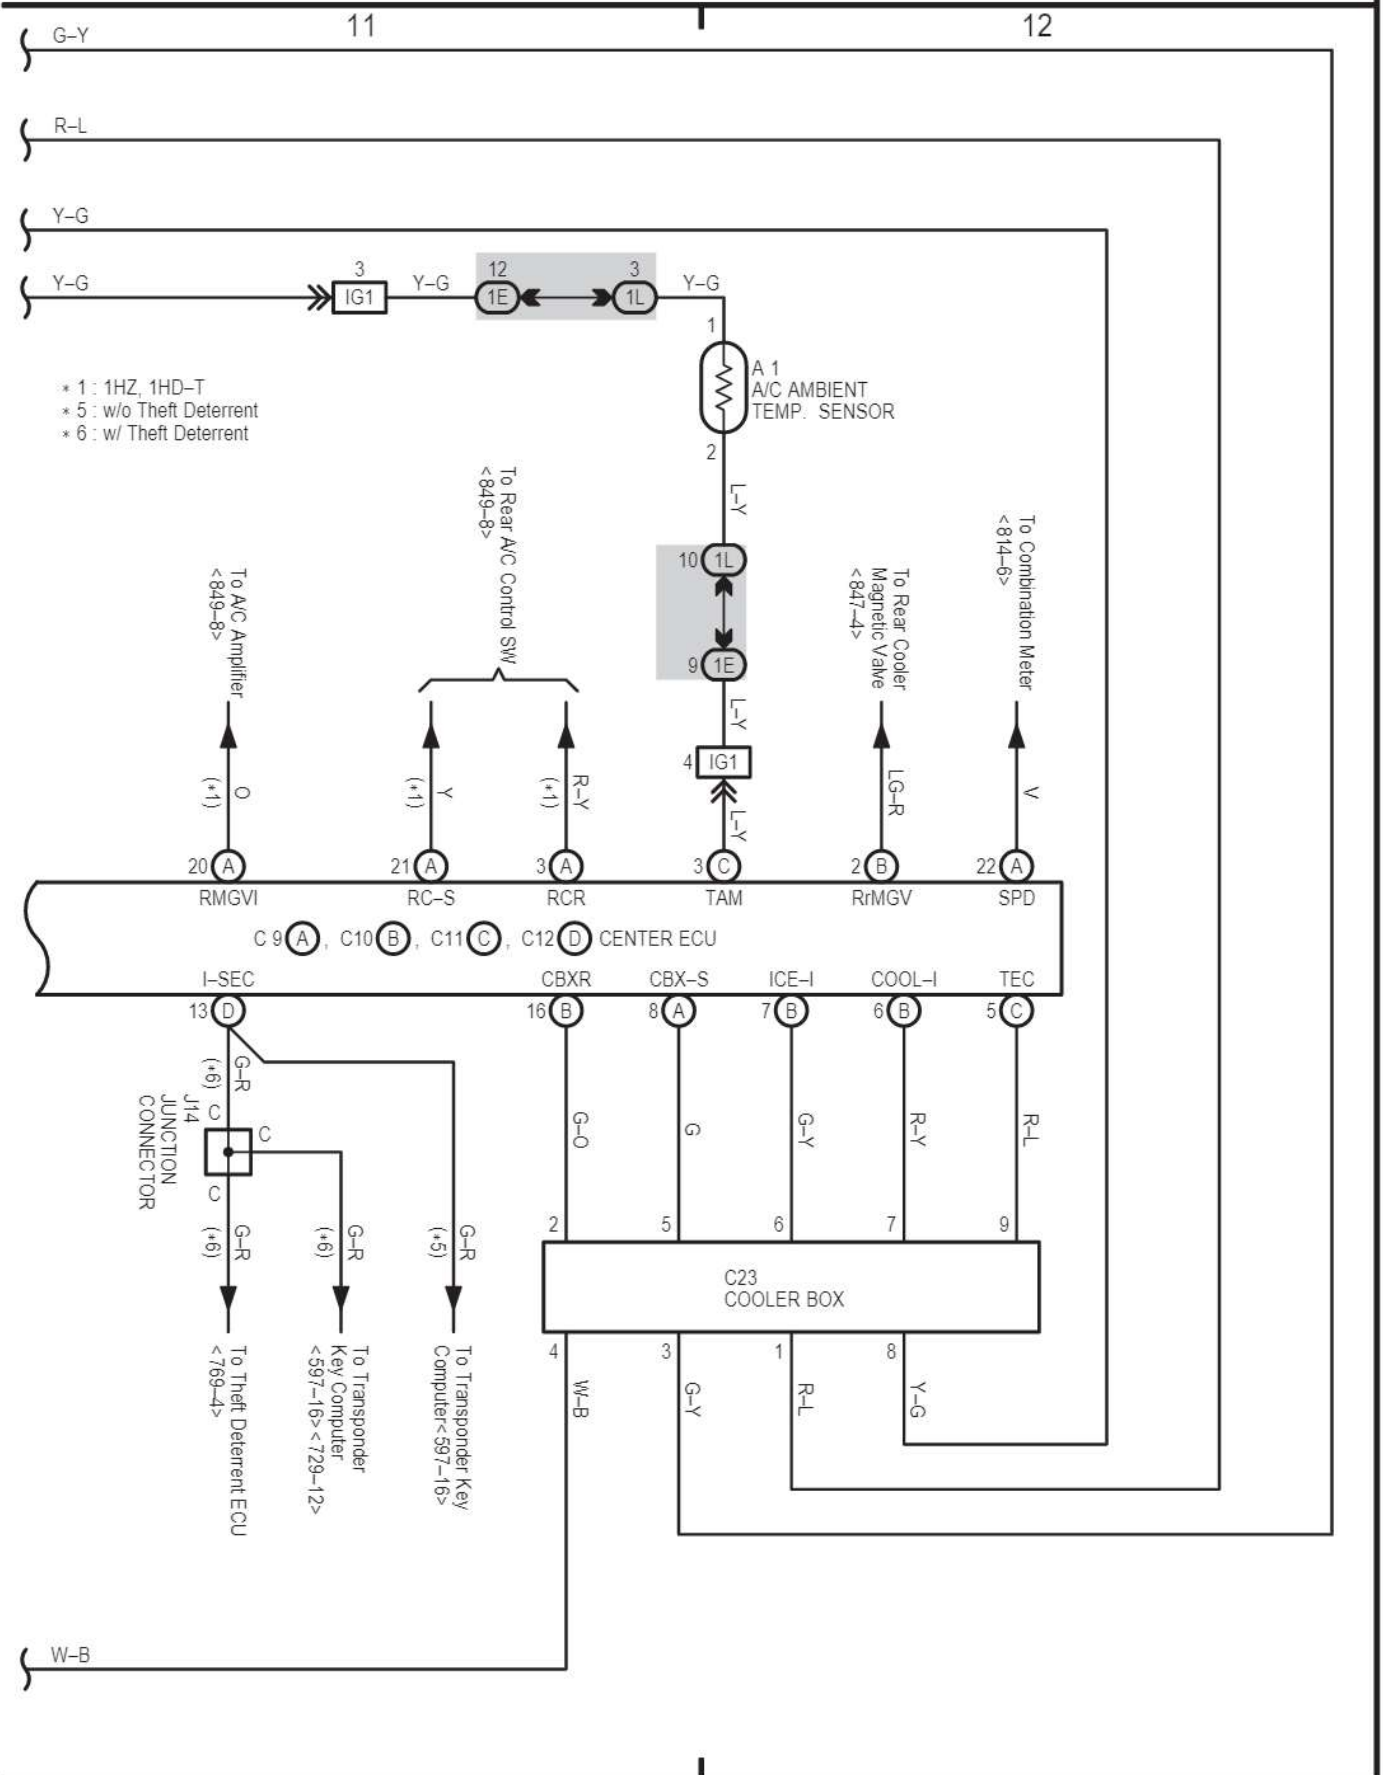 11
12
G–Y
R–L
Y–G
Y–G
3
IG1
Y–G
12
1E
3
1L
Y–G
1
A 1
A/C AMBIENT
TEMP. SENSOR
2
* 1 : 1HZ, 1HD–T
* 5 : w/o Theft Deterrent
* 6 : w/ Theft Deterrent
L–Y
10 1L
9 1E
L–Y
4 IG1
L–Y
To A/C Amplifier
<849–8>
To Rear A/C Control SW
<849–8>
To Rear Cooler
Magnetic Valve
<847–4>
To Combination Meter
<814–6>
O
(*1)
Y
(*1)
R–Y
(*1)
LG–R
V
20 A
21 A
3 A
3 C
2 B
22 A
RMGVI
RC–S
RCR
TAM
RrMGV
SPD
C 9 A , C10 B , C11 C , C12 D CENTER ECU
I–SEC
CBXR
CBX–S
ICE–I
COOL–I
TEC
13 D
16 B
8 A
7 B
6 B
5 C
G–R
(*6)
C
J14
JUNCTION
CONNECTOR
C
C
G–R
(*6)
G–R
(*6)
G–R
(*5)
G–O
G
G–Y
R–Y
R–L
2
5
6
7
9
C23
COOLER BOX
4
3
1
8
W–B
G–Y
R–L
Y–G
To Theft Deterrent ECU
<769–4>
To Transponder
Key Computer
<597–16><729–12>
To Transponder Key
Computer<597–16>
W–B